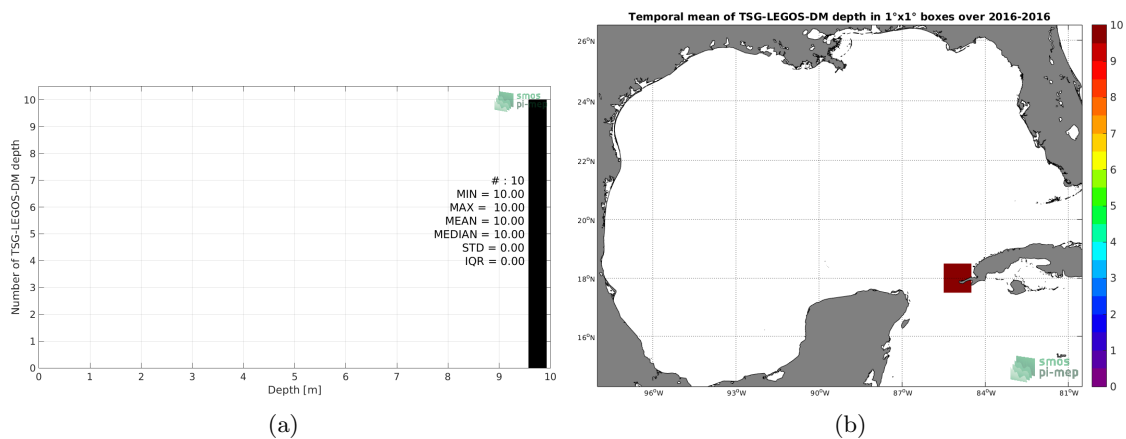 Temporal mean of TSG-LEGOS-DM depth in 1°x1° boxes over 2016-2016
Number of TSG-LEGOS-DM depth
10
9
8
7
6
5
4
3
2
1
0
smos
pi-mep
# : 10
MIN = 10.00
MAX = 10.00
MEAN = 10.00
MEDIAN = 10.00
STD = 0.00
IQR = 0.00
0 1 2 3 4 5 6 7 8 9 10
Depth [m]
26°N
24°N
22°N
20°N
18°N
16°N
96°W 93°W 90°W 87°W 84°W 81°W
smos
pi-mep
10
9
8
7
6
5
4
3
2
1
0
(a) (b)